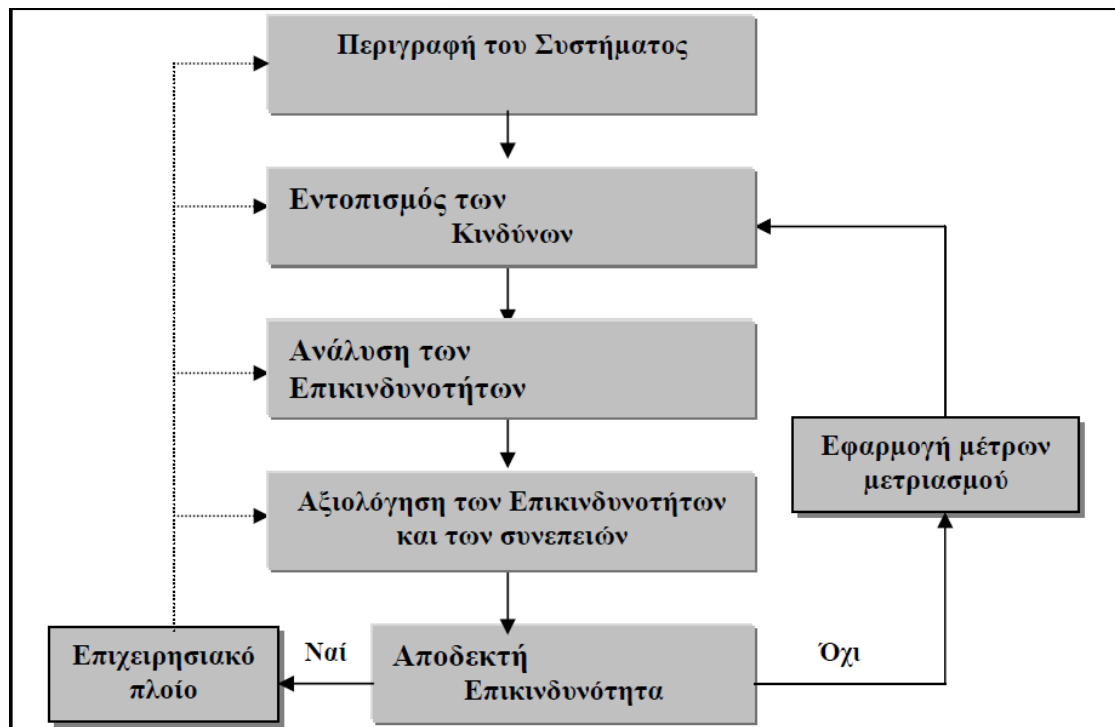 Περιγραφή του Συστήματος
Εντοπισμός των
Κινδύνων
Ανάλυση των
Επικινδυνοτήτων
Εφαρμογή μέτρων
μετριασμού
Αξιολόγηση των Επικινδυνοτήτων
και των συνεπειών
Επιχειρησιακό
πλοίο
Ναί
Αποδεκτή
Επικινδυνότητα
Όχι